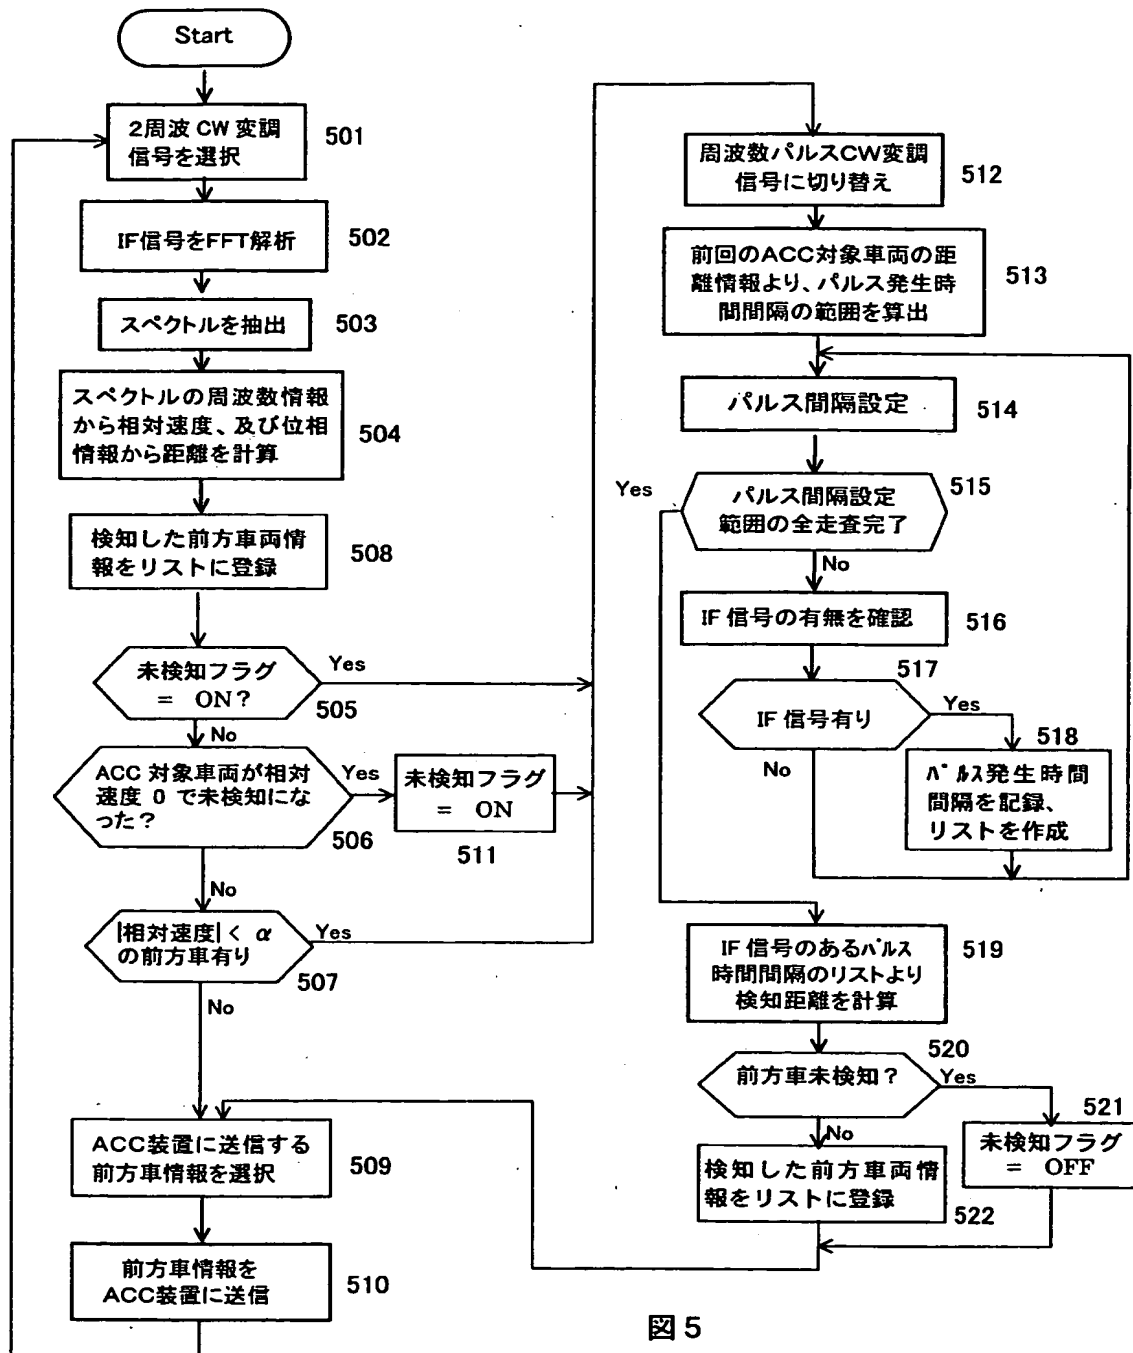 Start
2周波 CW 変調
信号を選択
501
IF信号をFFT解析
502
スペクトルを抽出
503
スペクトルの周波数情報
から相対速度、及び位相
情報から距離を計算
504
検知した前方車両情
報をリストに登録
508
未検知フラグ
= ON?
Yes
505
No
ACC 対象車両が相対
速度 0 で未検知にな
った?
Yes
506
未検知フラグ
= ON
511
No
|相対速度| < α
の前方車有り
Yes
507
No
ACC装置に送信する
前方車情報を選択
509
前方車情報を
ACC装置に送信
510
周波数パルスCW変調
信号に切り替え
512
前回のACC対象車両の距
離情報より、パルス発生時
間間隔の範囲を算出
513
パルス間隔設定
514
Yes
パルス間隔設定
範囲の全走査完了
515
No
IF 信号の有無を確認
516
517
IF 信号有り
Yes
No
518
パルス発生時間
間隔を記録、
リストを作成
IF 信号のあるパルス
時間間隔のリストより
検知距離を計算
519
520
前方車未検知?
Yes
521
No
未検知フラグ
= OFF
検知した前方車両情
報をリストに登録
522
図5